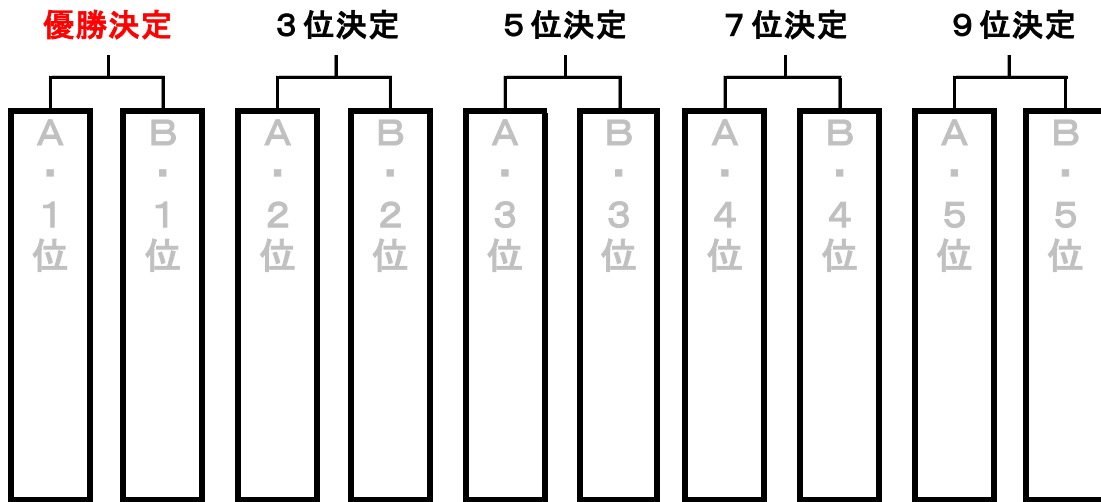 優勝決定
３位決定
５位決定
７位決定
９位決定
Ａ・１位
Ｂ・１位
Ａ・２位
Ｂ・２位
Ａ・３位
Ｂ・３位
Ａ・４位
Ｂ・４位
Ａ・５位
Ｂ・５位